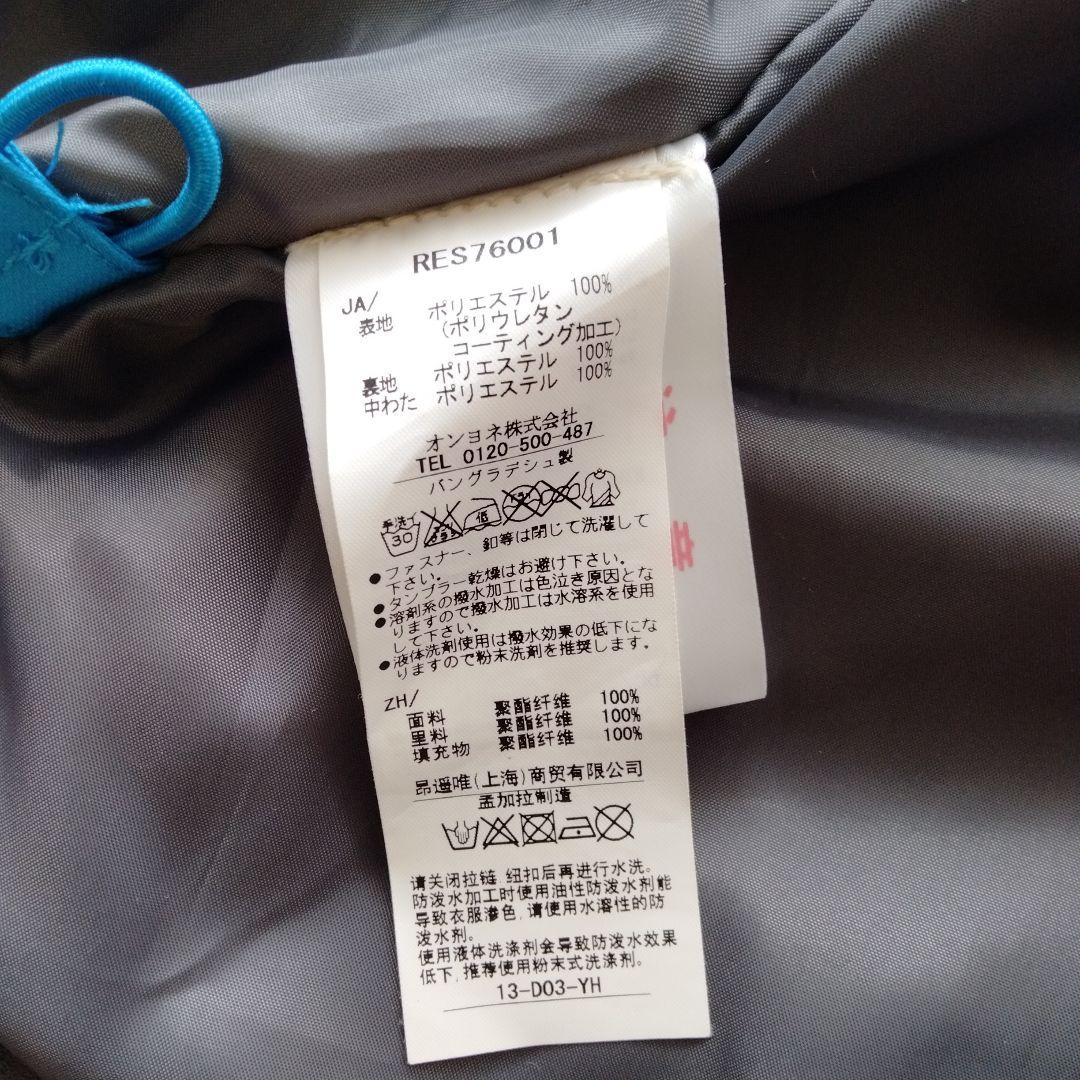 RES76001
JA/
表地 ポリエステル 100%
(ポリウレタン
コーティング加工)
裏地 ポリエステル 100%
中わた ポリエステル 100%
オンヨネ株式会社
TEL 0120-500-487
バングラデシュ製
手洗イ
30
低
●ファスナー、釦等は閉じて洗濯して
下さい。
●タンブラー乾燥はお避け下さい。
●溶剤系の撥水加工は色泣き原因とな
りますので撥水加工は水溶系を使用
して下さい。
●液体洗剤使用は撥水効果の低下にな
りますので粉末洗剤を推奨します。
ZH/
面料 聚酯纤维 100%
里料 聚酯纤维 100%
填充物 聚酯纤维 100%
昂遥唯(上海)商贸有限公司
孟加拉制造
请关闭拉链,纽扣后再进行水洗。
防泼水加工时使用油性防泼水剂能
导致衣服渗色,请使用水溶性的防
泼水剂。
使用液体洗涤剂会导致防泼水效果
低下,推荐使用粉末式洗涤剂。
13-D03-YH